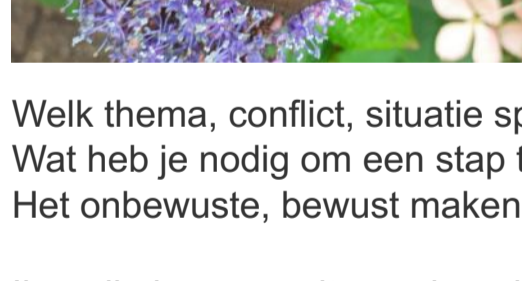 Welk thema, conflict, situatie
Wat heb je nodig om een stap
Het onbewuste, bewust maken